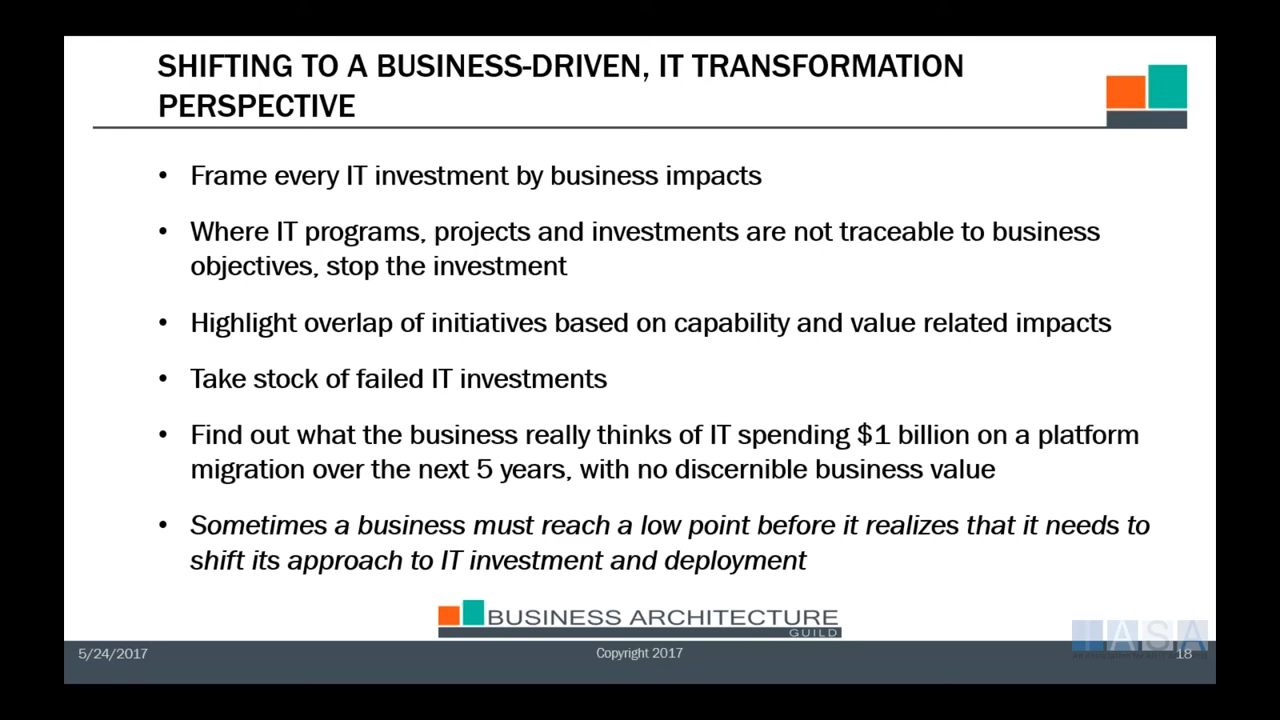 SHIFTING TO A BUSINESS-DRIVEN, IT TRANSFORMATION
PERSPECTIVE
• Frame every IT investment by business impacts
• Where IT programs, projects and investments are not traceable to business
objectives, stop the investment
• Highlight overlap of initiatives based on capability and value related impacts
• Take stock of failed IT investments
• Find out what the business really thinks of IT spending $1 billion on a platform
migration over the next 5 years, with no discernible business value
• Sometimes a business must reach a low point before it realizes that it needs to
shift its approach to IT investment and deployment
BUSINESS ARCHITECTURE
GUILD
IASA
5/24/2017
Copyright 2017
18